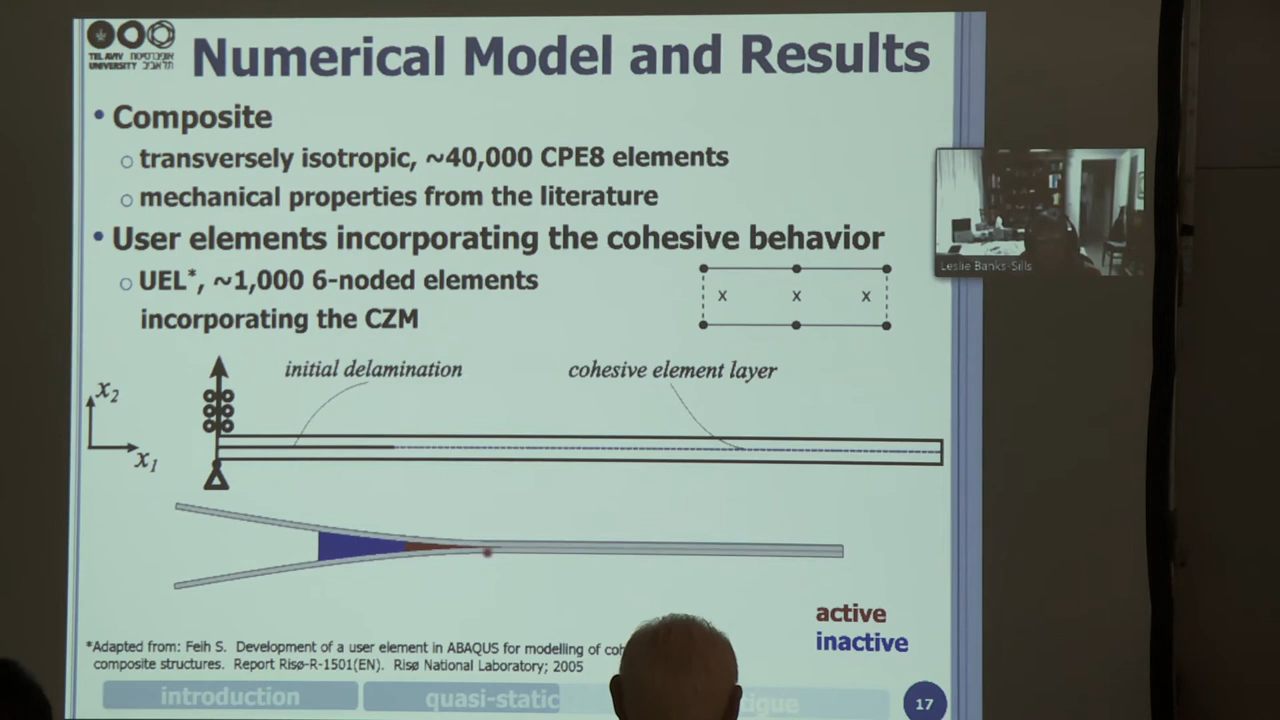 TEL AVIV אוניברסיטת
UNIVERSITY תל אביב
Numerical Model and Results
• Composite
transversely isotropic, ~40,000 CPE8 elements
mechanical properties from the literature
• User elements incorporating the cohesive behavior
UEL*, ~1,000 6-noded elements
incorporating the CZM
x x x
Leslie Banks-Sills
initial delamination
cohesive element layer
x2
x1
active
inactive
*Adapted from: Feih S. Development of a user element in ABAQUS for modelling of
composite structures. Report Risø-R-1501(EN). Risø National Laboratory; 2005
introduction
quasi-static
17